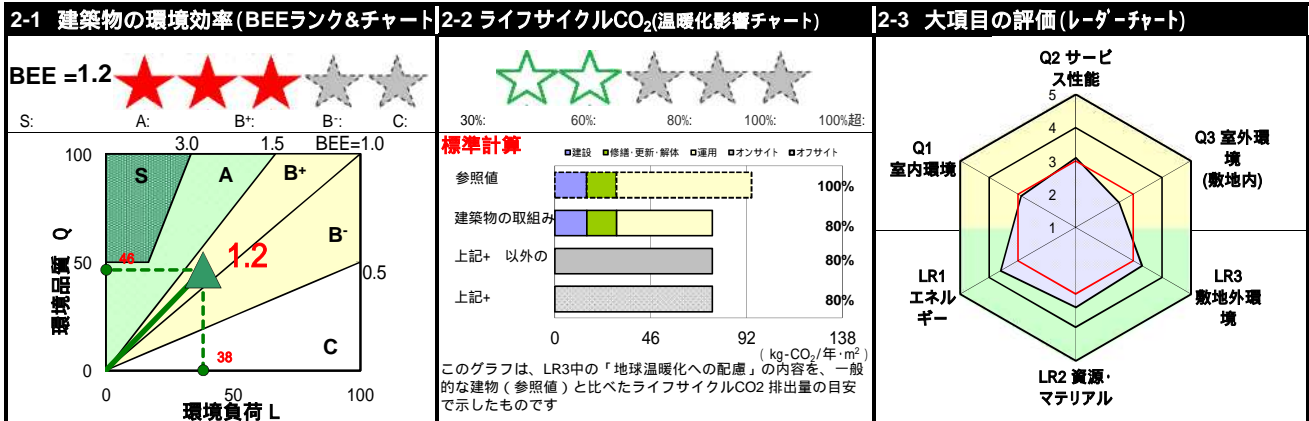 2-1 建築物の環境効率(BEEランク&チャート
BEE =1.2
S: A: B+: B-: C:
3.0 1.5 BEE=1.0
100
S A B+
B-
環境品質 Q
46
50
1.2
0.5
38
C
0
0 50 100
環境負荷 L
2-2 ライフサイクルCO2(温暖化影響チャート)
30%: 60%: 80%: 100%: 100%超:
標準計算
建設 修繕・更新・解体 運用 オンサイト オフサイト
参照値 100%
建築物の取組み 80%
上記+ 以外の 80%
上記+ 80%
0 46 92 138
( kg-CO2/年・m2 )
このグラフは、LR3中の「地球温暖化への配慮」の内容を、一般
的な建物(参照値)と比べたライフサイクルCO2 排出量の目安
で示したものです
2-3 大項目の評価(レーダーチャート)
Q2 サービ
ス性能
5
4
3
2
1
Q1
室内環境
Q3 室外環
境
(敷地内)
LR1
エネル
ギー
LR3
敷地外環
境
LR2 資源・
マテリアル